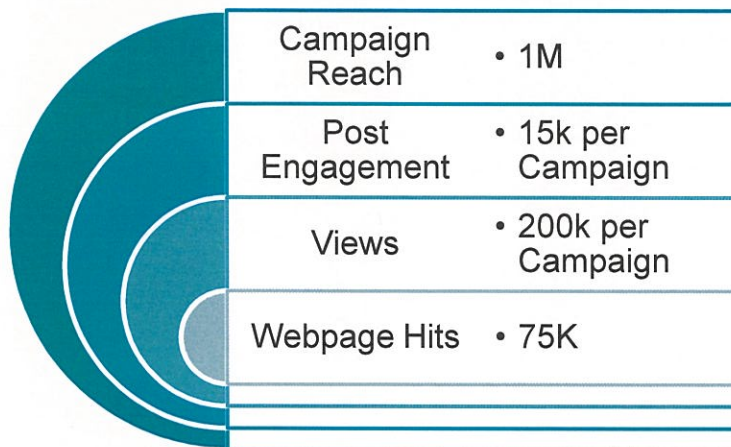 Campaign
Reach
• 1M
Post
Engagement
• 15k per
Campaign
Views
• 200k per
Campaign
Webpage Hits
• 75K